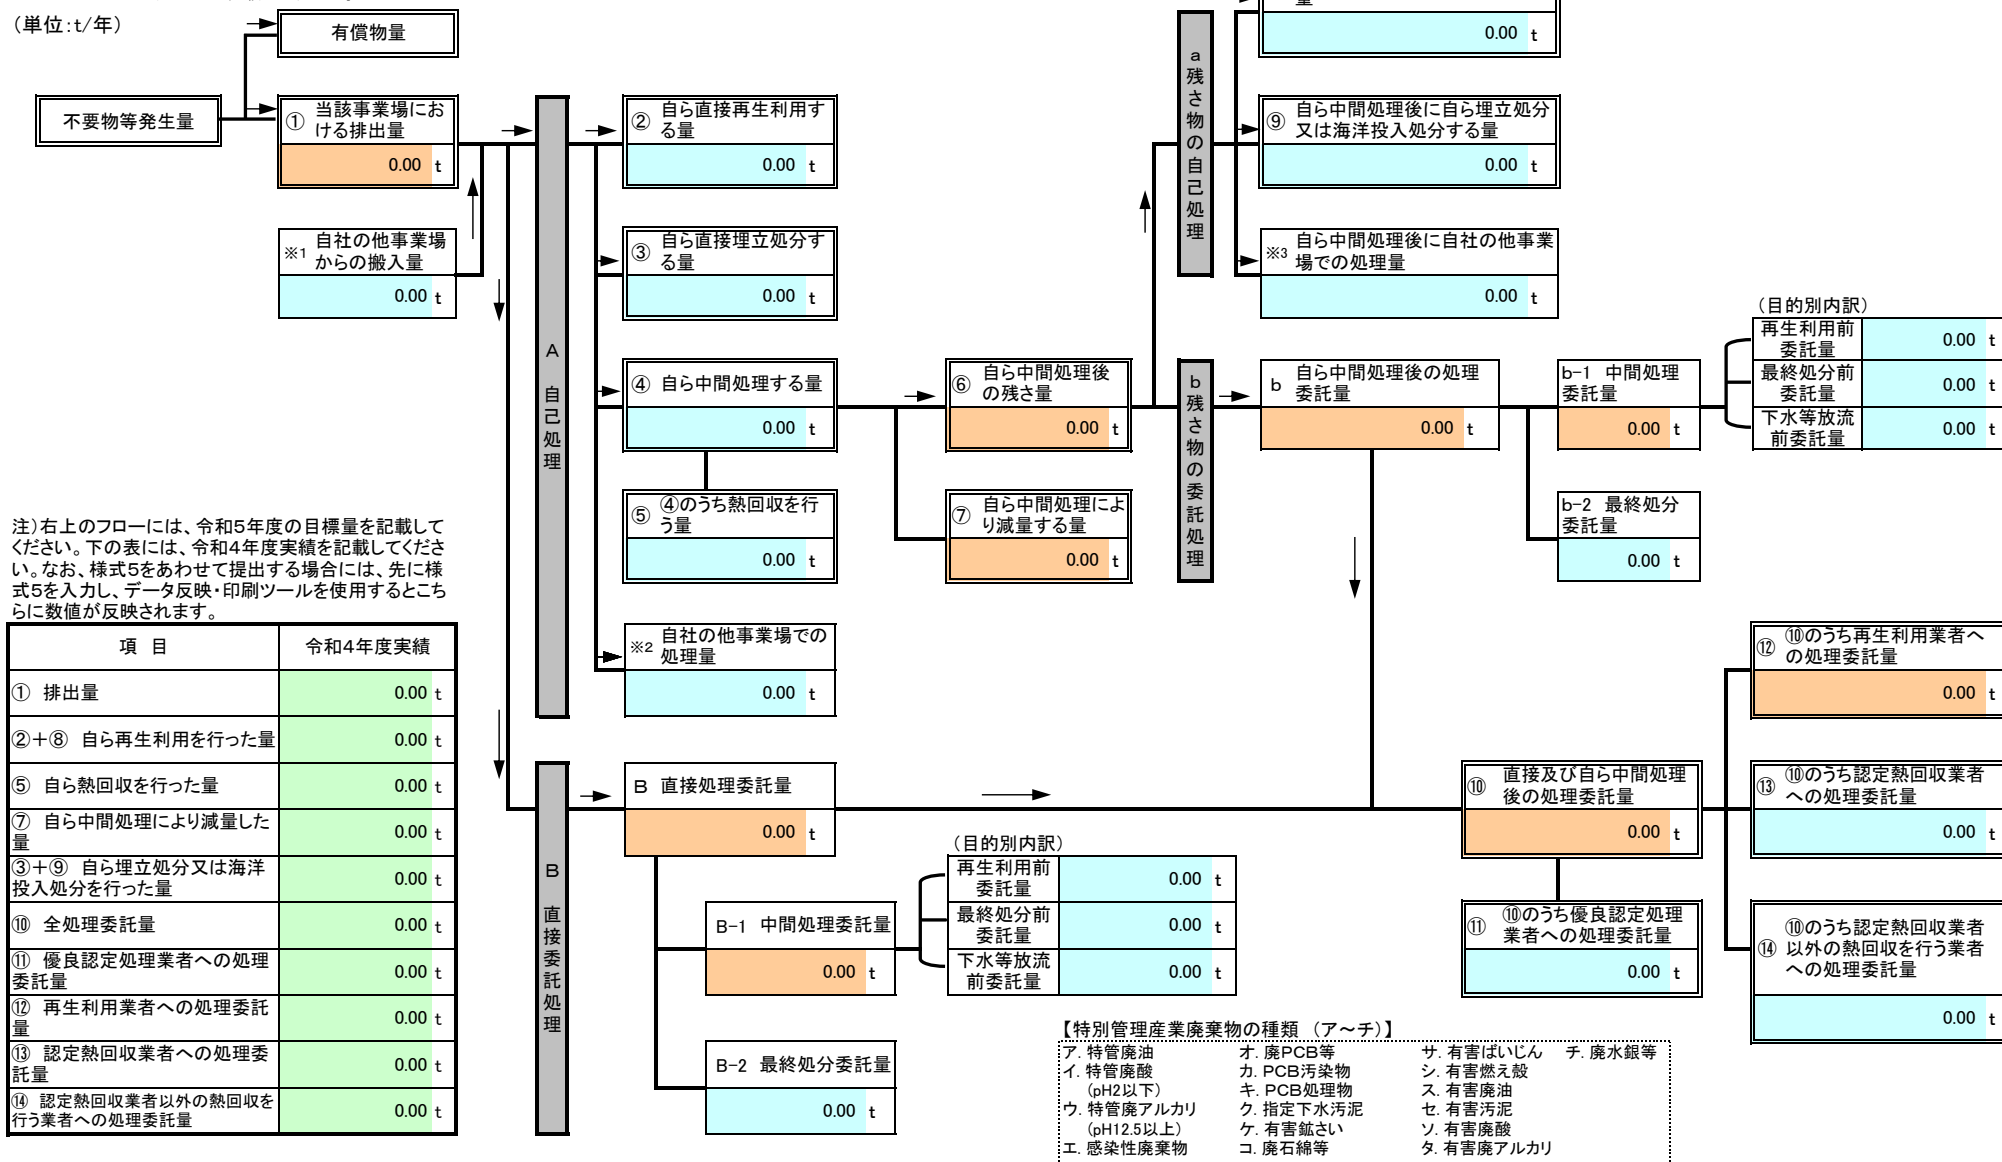 (単位:t/年)
有償物量
不要物等発生量
① 当該事業場にお
ける排出量
0.00 t
※1 自社の他事業場
からの搬入量
0.00 t
A 自己処理
② 自ら直接再生利用す
る量
0.00 t
③ 自ら直接埋立処分す
る量
0.00 t
④ 自ら中間処理する量
0.00 t
⑤ ④のうち熱回収を行
う量
0.00 t
※2 自社の他事業場での
処理量
0.00 t
⑥ 自ら中間処理後
の残さ量
0.00 t
⑦ 自ら中間処理によ
り減量する量
0.00 t
a 残さ物の自己処理
量
0.00 t
⑨ 自ら中間処理後に自ら埋立処分
又は海洋投入処分する量
0.00 t
※3 自ら中間処理後に自社の他事業
場での処理量
0.00 t
b 残さ物の委託処理
b 自ら中間処理後の処理
委託量
0.00 t
b-1 中間処理
委託量
0.00 t
(目的別内訳)
再生利用前
委託量
0.00 t
最終処分前
委託量
0.00 t
下水等放流
前委託量
0.00 t
b-2 最終処分
委託量
0.00 t
注)右上のフローには、令和5年度の目標量を記載して
ください。下の表には、令和4年度実績を記載してくださ
い。なお、様式5をあわせて提出する場合には、先に様
式5を入力し、データ反映・印刷ツールを使用するとこち
らに数値が反映されます。
項 目 令和4年度実績
① 排出量 0.00 t
②+⑧ 自ら再生利用を行った量 0.00 t
⑤ 自ら熱回収を行った量 0.00 t
⑦ 自ら中間処理により減量した
量 0.00 t
③+⑨ 自ら埋立処分又は海洋
投入処分を行った量 0.00 t
⑩ 全処理委託量 0.00 t
⑪ 優良認定処理業者への処理
委託量 0.00 t
⑫ 再生利用業者への処理委託
量 0.00 t
⑬ 認定熱回収業者への処理委
託量 0.00 t
⑭ 認定熱回収業者以外の熱回収を
行う業者への処理委託量 0.00 t
B 直接委託処理
B 直接処理委託量
0.00 t
B-1 中間処理委託量
0.00 t
(目的別内訳)
再生利用前
委託量
0.00 t
最終処分前
委託量
0.00 t
下水等放流
前委託量
0.00 t
B-2 最終処分委託量
0.00 t
⑩ 直接及び自ら中間処理
後の処理委託量
0.00 t
⑪ ⑩のうち優良認定処理
業者への処理委託量
0.00 t
⑫ ⑩のうち再生利用業者へ
の処理委託量
0.00 t
⑬ ⑩のうち認定熱回収業者
への処理委託量
0.00 t
⑭ ⑩のうち認定熱回収業者
以外の熱回収を行う業者
への処理委託量
0.00 t
【特別管理産業廃棄物の種類 (ア~チ)】
ア. 特管廃油 オ. 廃PCB等 サ. 有害ばいじん チ. 廃水銀等
イ. 特管廃酸 カ. PCB汚染物 シ. 有害燃え殻
(pH2以下) キ. PCB処理物 ス. 有害廃油
ウ. 特管廃アルカリ ク. 指定下水汚泥 セ. 有害汚泥
(pH12.5以上) ケ. 有害鉱さい ソ. 有害廃酸
エ. 感染性廃棄物 コ. 廃石綿等 タ. 有害廃アルカリ